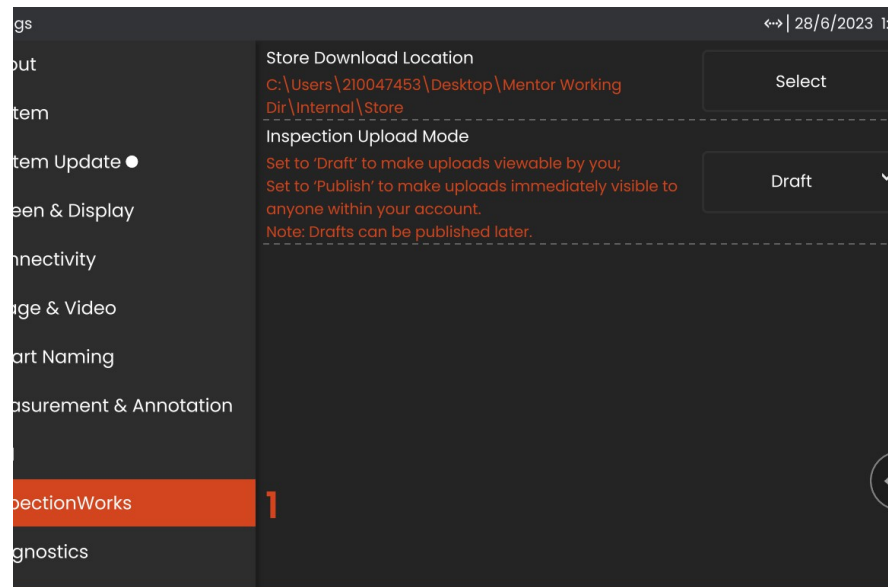 gs
28/6/2023 1:
out
tem
tem Update
een & Display
nnectivity
age & Video
art Naming
asurement & Annotation
pectionWorks
gnostics
Store Download Location
C:\Users\210047453\Desktop\Mentor Working
Dir\Internal\Store
Select
Inspection Upload Mode
Set to ‘Draft’ to make uploads viewable by you;
Set to ‘Publish’ to make uploads immediately visible to
anyone within your account.
Note: Drafts can be published later.
Draft
1